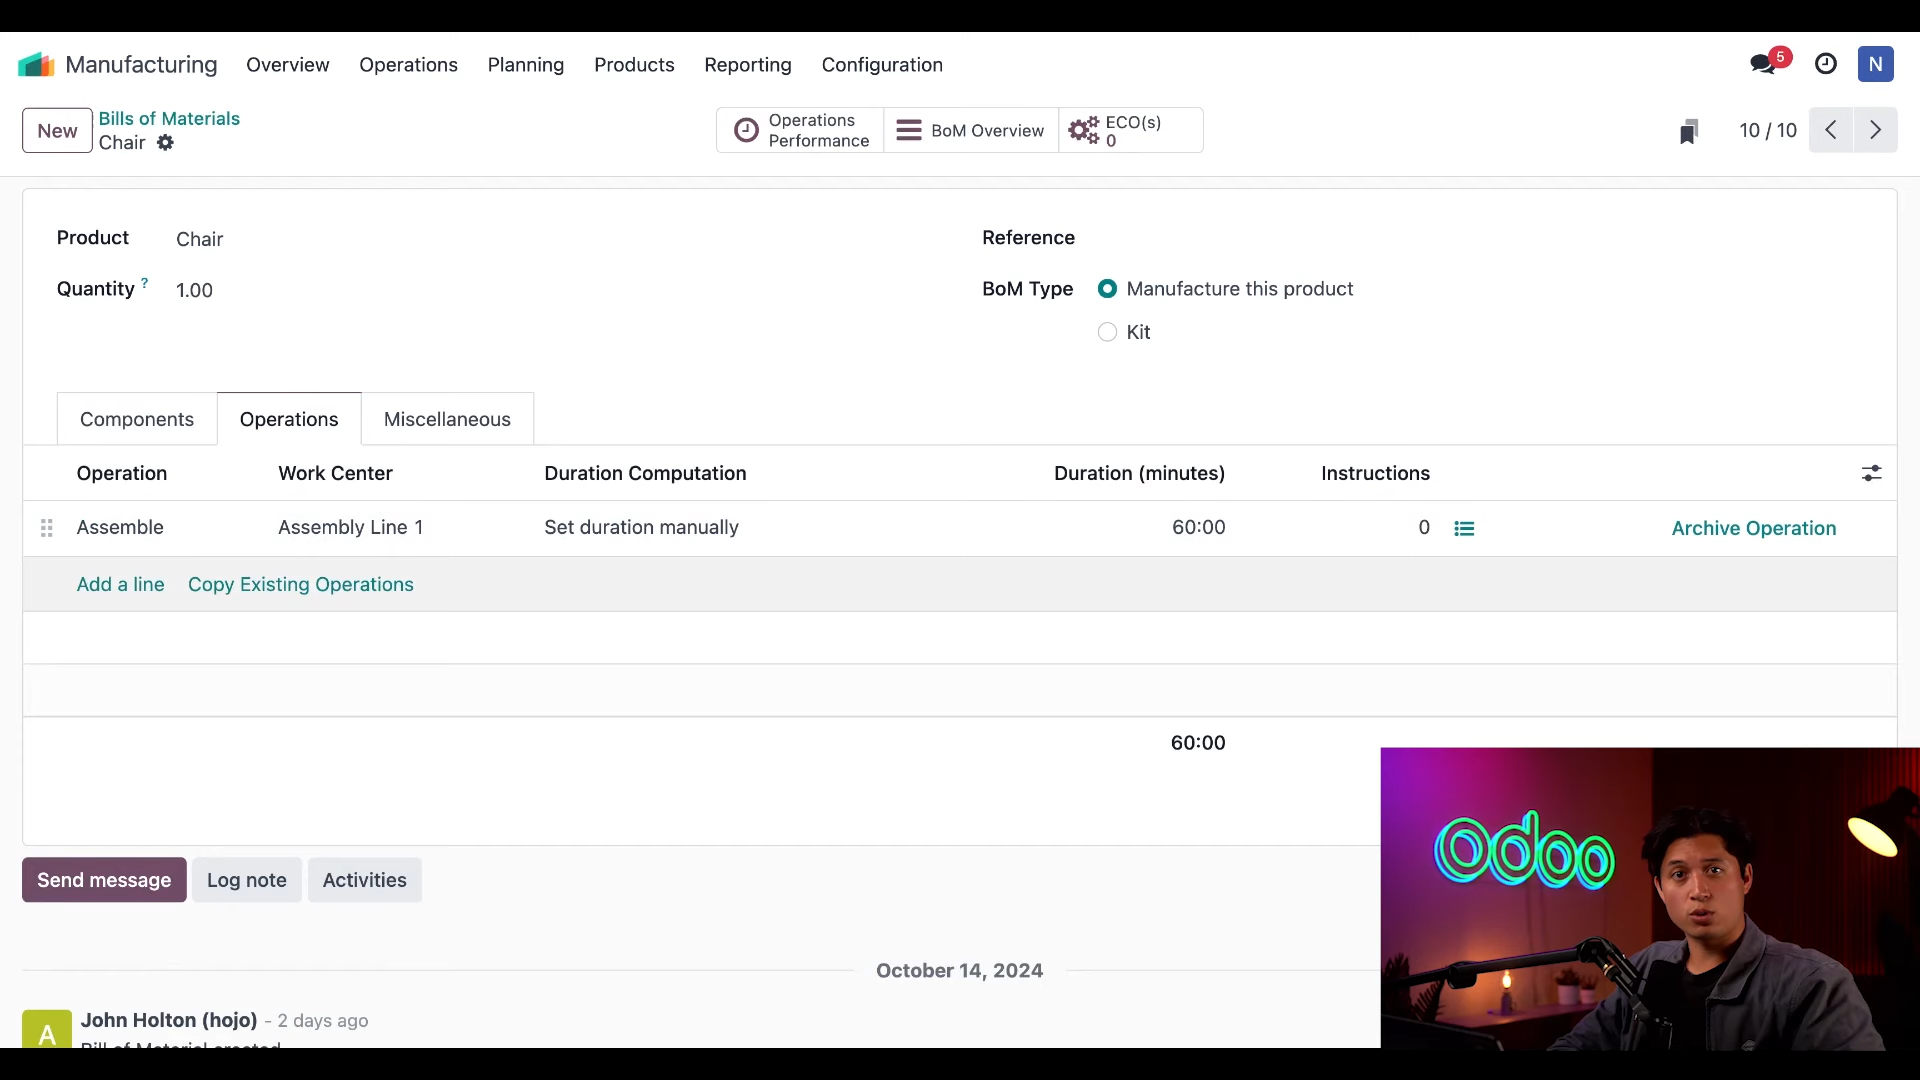 Manufacturing Overview Operations Planning Products Reporting Configuration 5 N
New Bills of Materials
Chair
Operations Performance
BoM Overview
ECO(s) 0
10 / 10
Product Chair
Reference
Quantity ? 1.00
BoM Type Manufacture this product
Kit
Components Operations Miscellaneous
Operation Work Center Duration Computation Duration (minutes) Instructions
Assemble Assembly Line 1 Set duration manually 60:00 0 Archive Operation
Add a line Copy Existing Operations
60:00
odoo
Send message Log note Activities
October 14, 2024
A John Holton (hojo) - 2 days ago
Bill of Material created